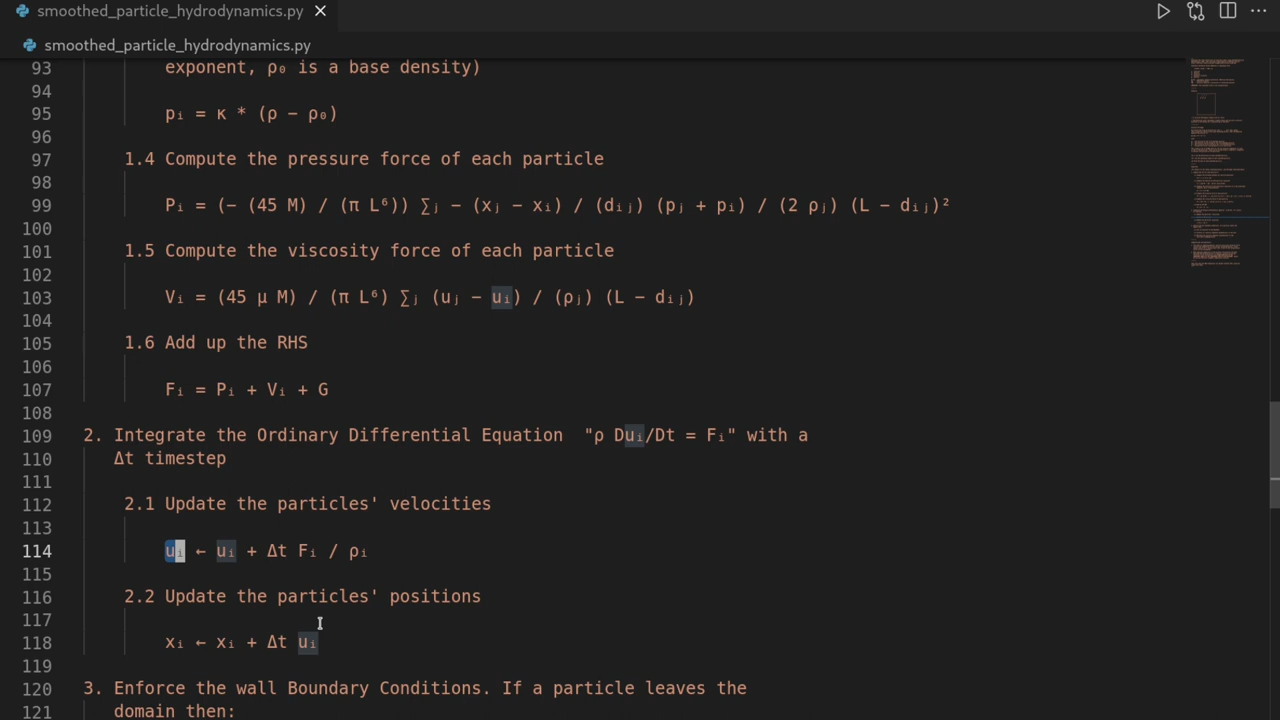 smoothed_particle_hydrodynamics.py
smoothed_particle_hydrodynamics.py
93 exponent, ρ₀ is a base density)
94
95 pᵢ = κ * (ρ − ρ₀)
96
97 1.4 Compute the pressure force of each particle
98
99 Pᵢ = (− (45 M) / (π L⁶)) ∑ⱼ − (xⱼ − xᵢ) / (dᵢⱼ) (pⱼ + pᵢ) / (2 ρⱼ) (L − dᵢⱼ)²
100
101 1.5 Compute the viscosity force of each particle
102
103 Vᵢ = (45 μ M) / (π L⁶) ∑ⱼ (uⱼ − uᵢ) / (ρⱼ) (L − dᵢⱼ)
104
105 1.6 Add up the RHS
106
107 Fᵢ = Pᵢ + Vᵢ + G
108
109 2. Integrate the Ordinary Differential Equation "ρ Duᵢ/Dt = Fᵢ" with a
110 Δt timestep
111
112 2.1 Update the particles' velocities
113
114 uᵢ ← uᵢ + Δt Fᵢ / ρᵢ
115
116 2.2 Update the particles' positions
117
118 xᵢ ← xᵢ + Δt uᵢ
119
120 3. Enforce the wall Boundary Conditions. If a particle leaves the
121 domain then: